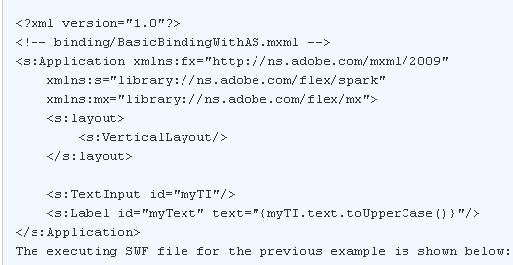 <?xml version="1.0"?>
<!-- binding/BasicBindingWithAS.mxml -->
<s:Application xmlns:fx="http://ns.adobe.com/mxml/2009"
    xmlns:s="library://ns.adobe.com/flex/spark"
    xmlns:mx="library://ns.adobe.com/flex/mx">
    <s:layout>
        <s:VerticalLayout/>
    </s:layout>

    <s:TextInput id="myTI"/>
    <s:Label id="myText" text="{myTI.text.toUpperCase()}"/>
</s:Application>
The executing SWF file for the previous example is shown below: